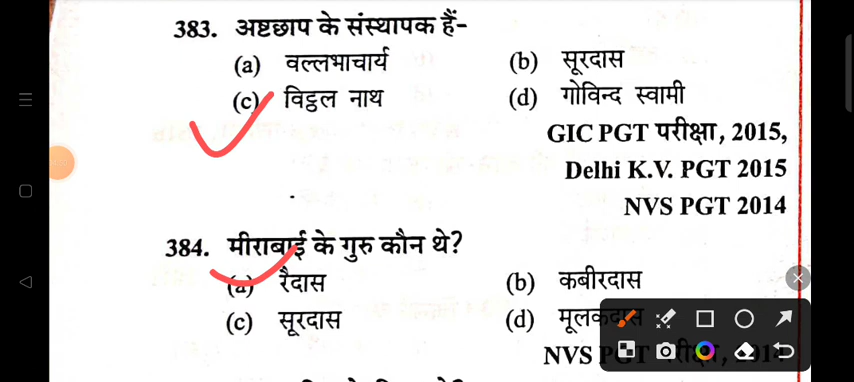 383. अष्टछाप के संस्थापक हैं-
(a) वल्लभाचार्य (b) सूरदास
(c) विट्ठल नाथ (d) गोविन्द स्वामी
GIC PGT परीक्षा, 2015,
Delhi K.V. PGT 2015
NVS PGT 2014
384. मीराबाई के गुरु कौन थे?
(a) रैदास (b) कबीरदास
(c) सूरदास (d)
NVS